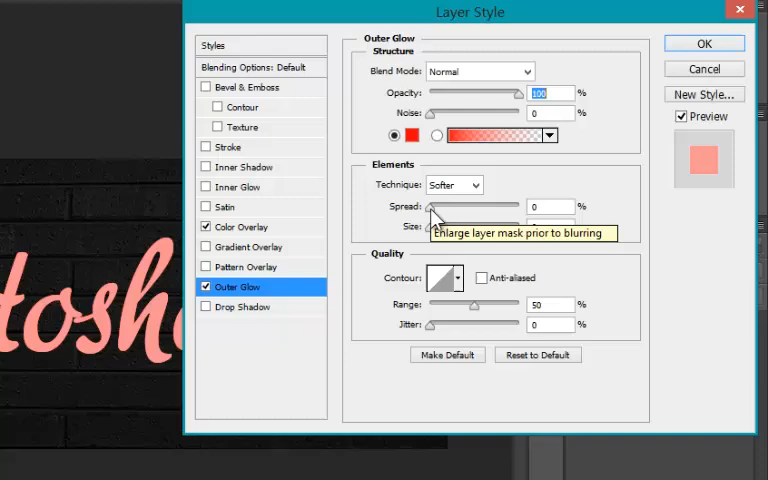 Layer Style
Styles
Blending Options: Default
Bevel & Emboss
Contour
Texture
Stroke
Inner Shadow
Inner Glow
Satin
Color Overlay
Gradient Overlay
Pattern Overlay
Outer Glow
Drop Shadow
Outer Glow
Structure
Blend Mode: Normal
Opacity: 100 %
Noise: 0 %
Elements
Technique: Softer
Spread: 0 %
Size:
Enlarge layer mask prior to blurring
Quality
Contour: Anti-aliased
Range: 50 %
Jitter: 0 %
Make Default Reset to Default
OK
Cancel
New Style...
Preview
tosh